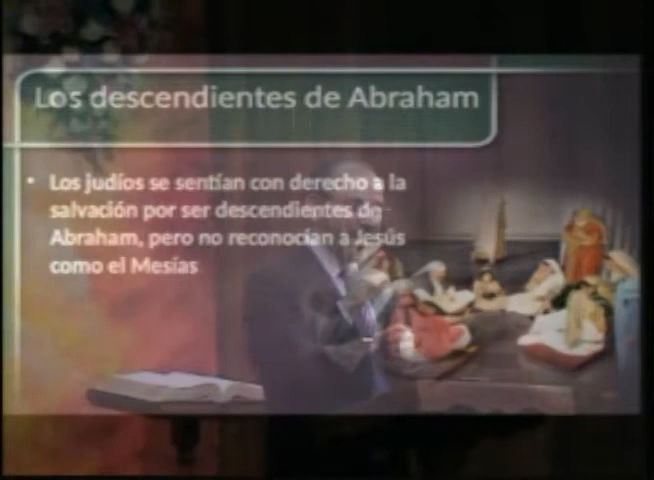 Los descendientes de Abraham
• Los judíos se sentían con derecho a la
salvación por ser descendientes de
Abraham, pero no reconocían a Jesús
como el Mesías